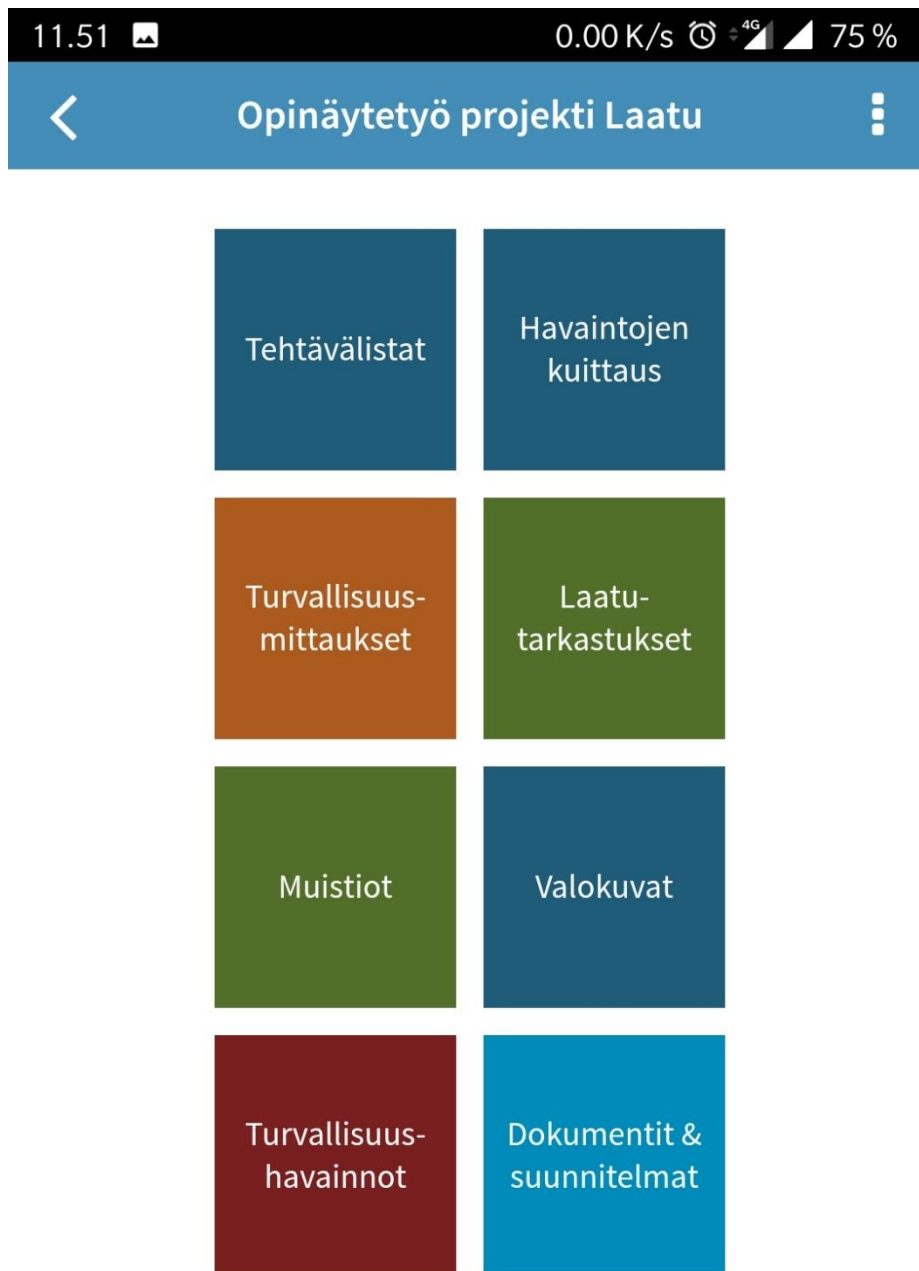 11.51 0.00 K/s 4G 75 %
Opinäytetyö projekti Laatu
Tehtävälistat
Havaintojen
kuittaus
Turvallisuus-
mittaukset
Laatu-
tarkastukset
Muistiot
Valokuvat
Turvallisuus-
havainnot
Dokumentit &
suunnitelmat